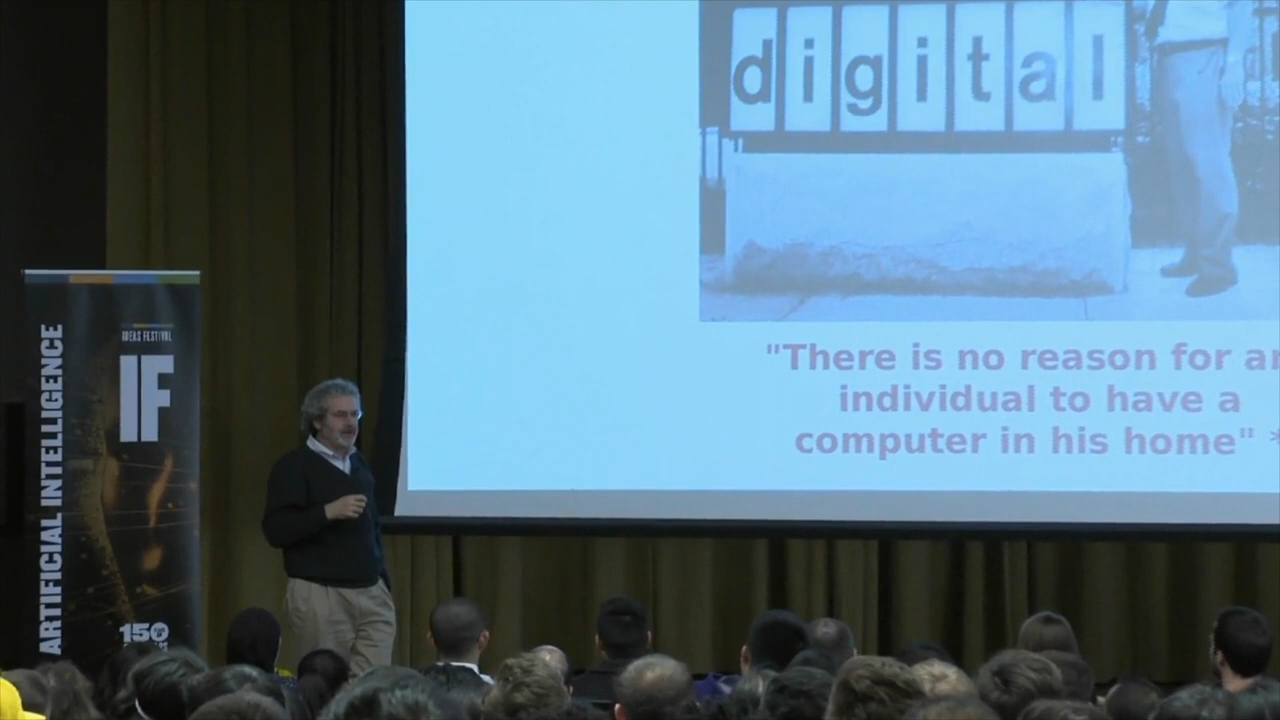 digital
"There is no reason for an
individual to have a
computer in his home" *
IDEAS FESTIVAL
IF
ARTIFICIAL INTELLIGENCE
150